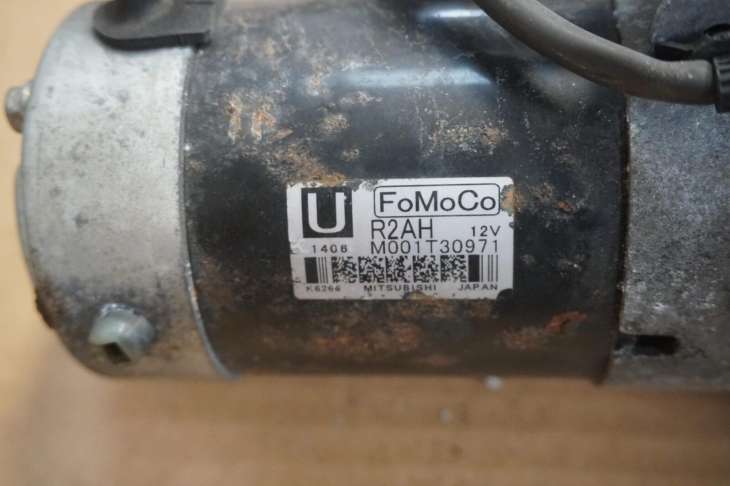 U FoMoCo
R2AH 12V
1408 M001T30971
K6266 MITSUBISHI JAPAN